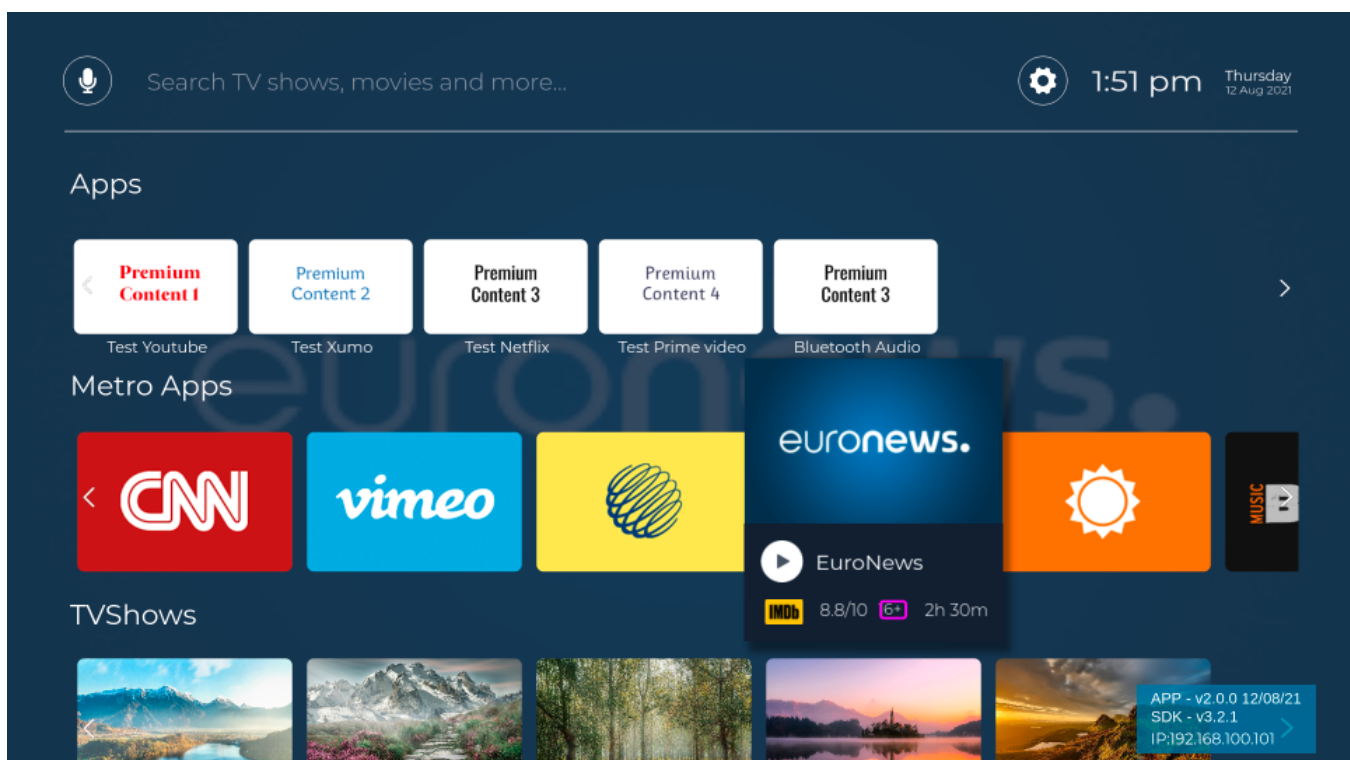 Search TV shows, movies and more...
1:51 pm
Thursday
12 Aug 2021
Apps
Premium
Content 1
Premium
Content 2
Premium
Content 3
Premium
Content 4
Premium
Content 3
Test Youtube
Test Xumo
Test Netflix
Test Prime video
Bluetooth Audio
euronews.
Metro Apps
CNN
vimeo
euronews.
MUSIC
EuroNews
IMDb 8.8/10 16+ 2h 30m
TVShows
APP - v2.0.0 12/08/21
SDK - v3.2.1
IP:192.168.100.101